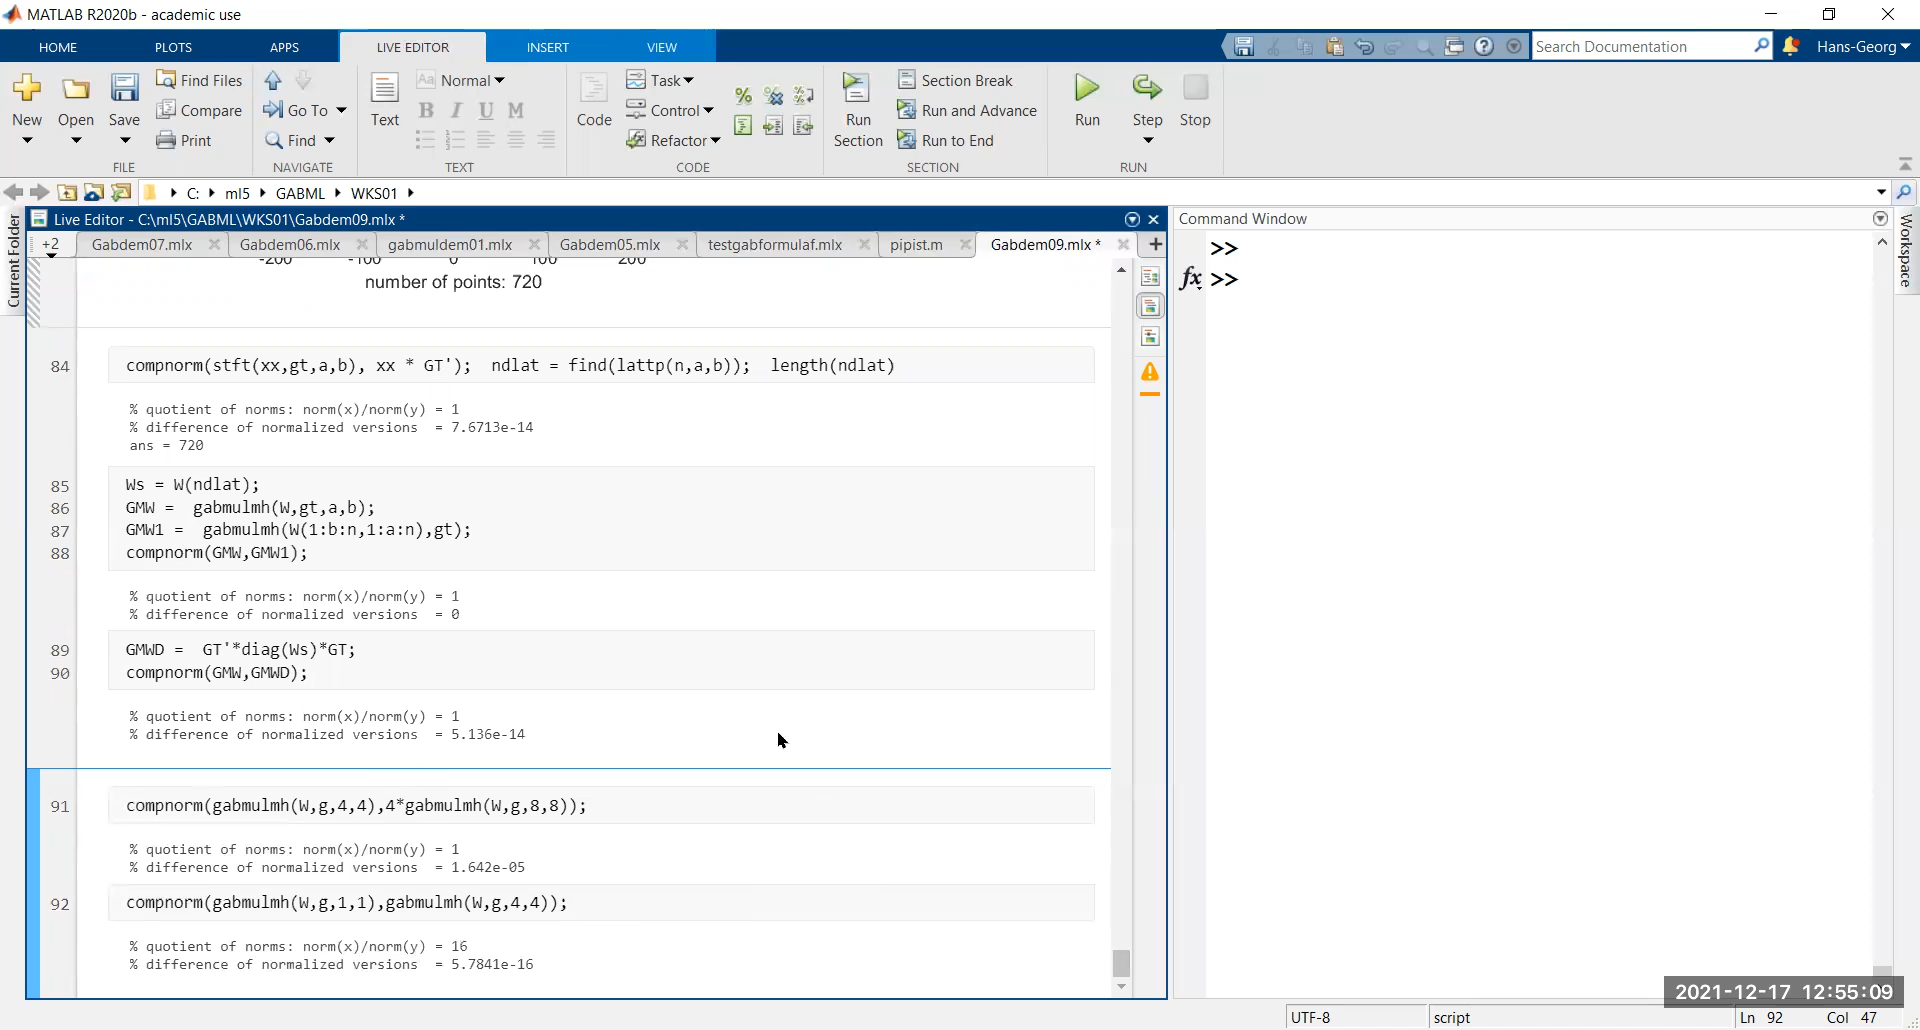 MATLAB R2020b - academic use
HOME PLOTS APPS LIVE EDITOR INSERT VIEW
Search Documentation
Hans-Georg
New
Open
Save
Find Files
Compare
Print
FILE
Go To
Find
NAVIGATE
Text
Aa Normal
B I U M
TEXT
Code
Task
Control
Refactor
CODE
Run
Section
Section Break
Run and Advance
Run to End
SECTION
Run
Step
Stop
RUN
C: ml5 GABML WKS01
Current Folder
Live Editor - C:\ml5\GABML\WKS01\Gabdem09.mlx *
+2 Gabdem07.mlx Gabdem06.mlx gabmuldem01.mlx Gabdem05.mlx testgabformulaf.mlx pipist.m Gabdem09.mlx * +
-200 -100 0 100 200
number of points: 720
84 compnorm(stft(xx,gt,a,b), xx * GT'); ndlat = find(lattp(n,a,b)); length(ndlat)
% quotient of norms: norm(x)/norm(y) = 1
% difference of normalized versions = 7.6713e-14
ans = 720
85 Ws = W(ndlat);
86 GMW = gabmulmh(W,gt,a,b);
87 GMW1 = gabmulmh(W(1:b:n,1:a:n),gt);
88 compnorm(GMW,GMW1);
% quotient of norms: norm(x)/norm(y) = 1
% difference of normalized versions = 0
89 GMWD = GT'*diag(Ws)*GT;
90 compnorm(GMW,GMWD);
% quotient of norms: norm(x)/norm(y) = 1
% difference of normalized versions = 5.136e-14
91 compnorm(gabmulmh(W,g,4,4),4*gabmulmh(W,g,8,8));
% quotient of norms: norm(x)/norm(y) = 1
% difference of normalized versions = 1.642e-05
92 compnorm(gabmulmh(W,g,1,1),gabmulmh(W,g,4,4));
% quotient of norms: norm(x)/norm(y) = 16
% difference of normalized versions = 5.7841e-16
Command Window
>>
fx >>
Workspace
2021-12-17 12:55:09
UTF-8 script Ln 92 Col 47